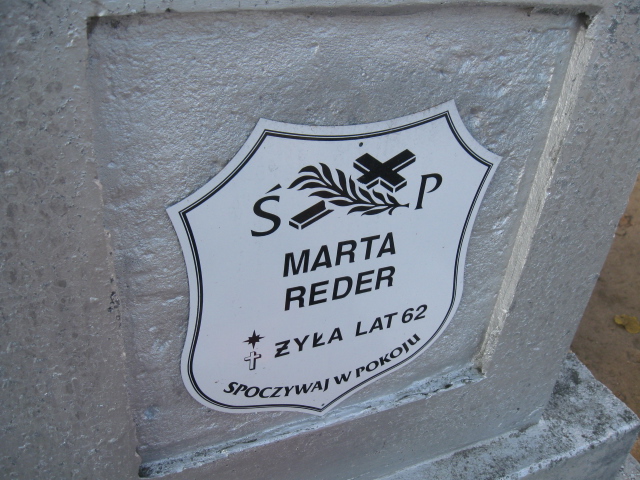 Ś P
MARTA
REDER
ŻYŁA LAT 62
SPOCZYWAJ W POKOJU